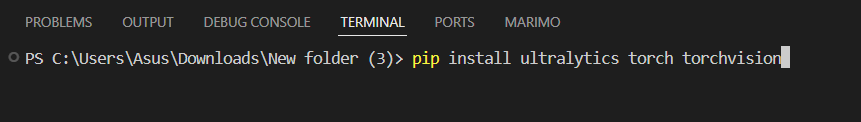 PROBLEMS OUTPUT DEBUG CONSOLE TERMINAL PORTS MARIMO
PS C:\Users\Asus\Downloads\New folder (3)> pip install ultralytics torch torchvision